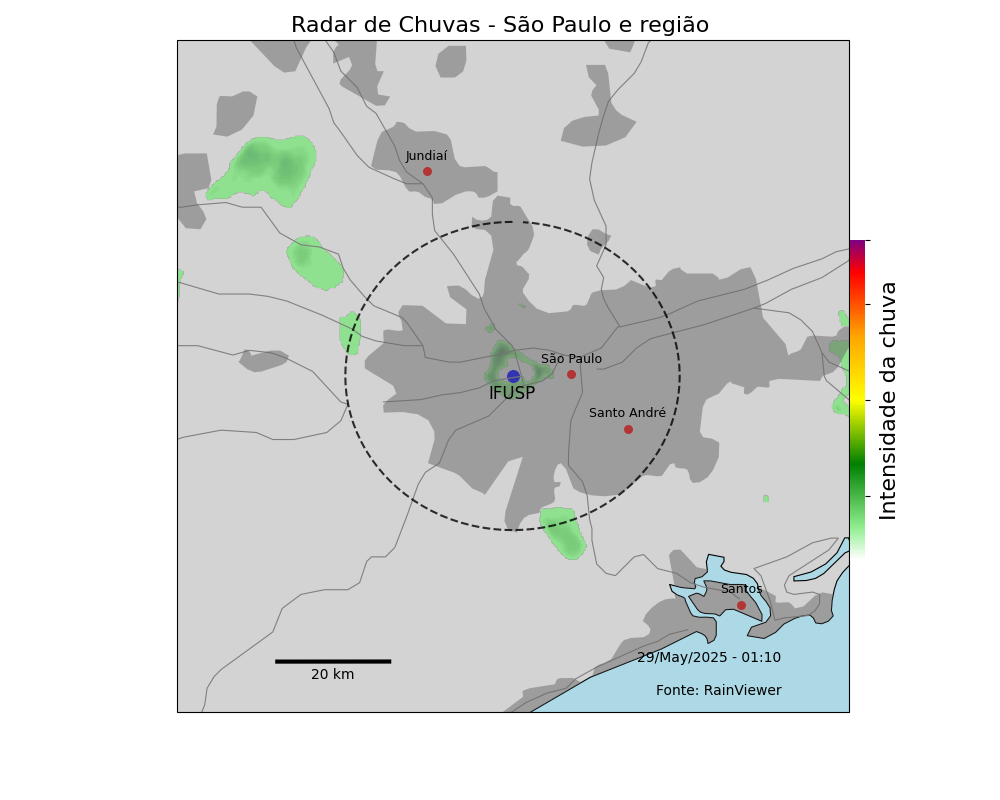 Radar de Chuvas - São Paulo e região
Jundiaí
São Paulo
IFUSP
Santo André
Intensidade da chuva
Santos
29/May/2025 - 01:10
20 km
Fonte: RainViewer